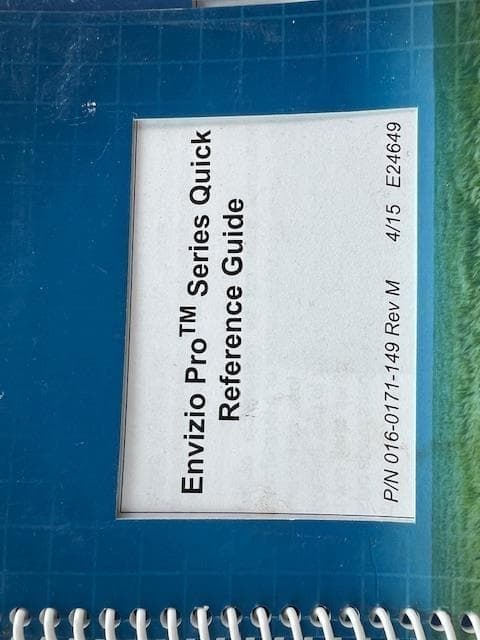 Envizio Pro™ Series Quick
Reference Guide
P/N 016-0171-149 Rev M 4/15 E24649